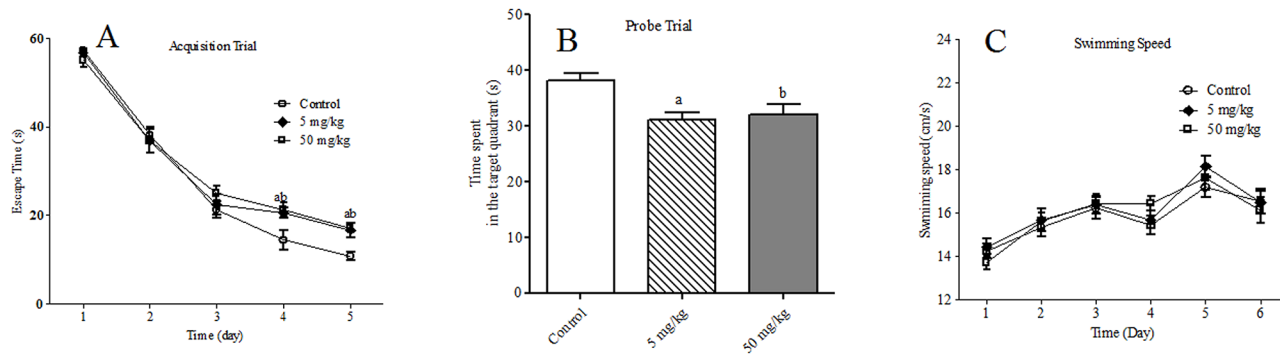 A
Acquisition Trial
60
40
20
0
Escape Time (s)
Control
5 mg/kg
50 mg/kg
ab
ab
1 2 3 4 5
Time (day)
B
Probe Trial
50
40
30
20
10
0
Time spent
in the target quadrant (s)
a
b
Control
5 mg/kg
50 mg/kg
C
Swimming Speed
24
22
20
18
16
14
12
Swimming speed (cm/s)
Control
5 mg/kg
50 mg/kg
1 2 3 4 5 6
Time (Day)